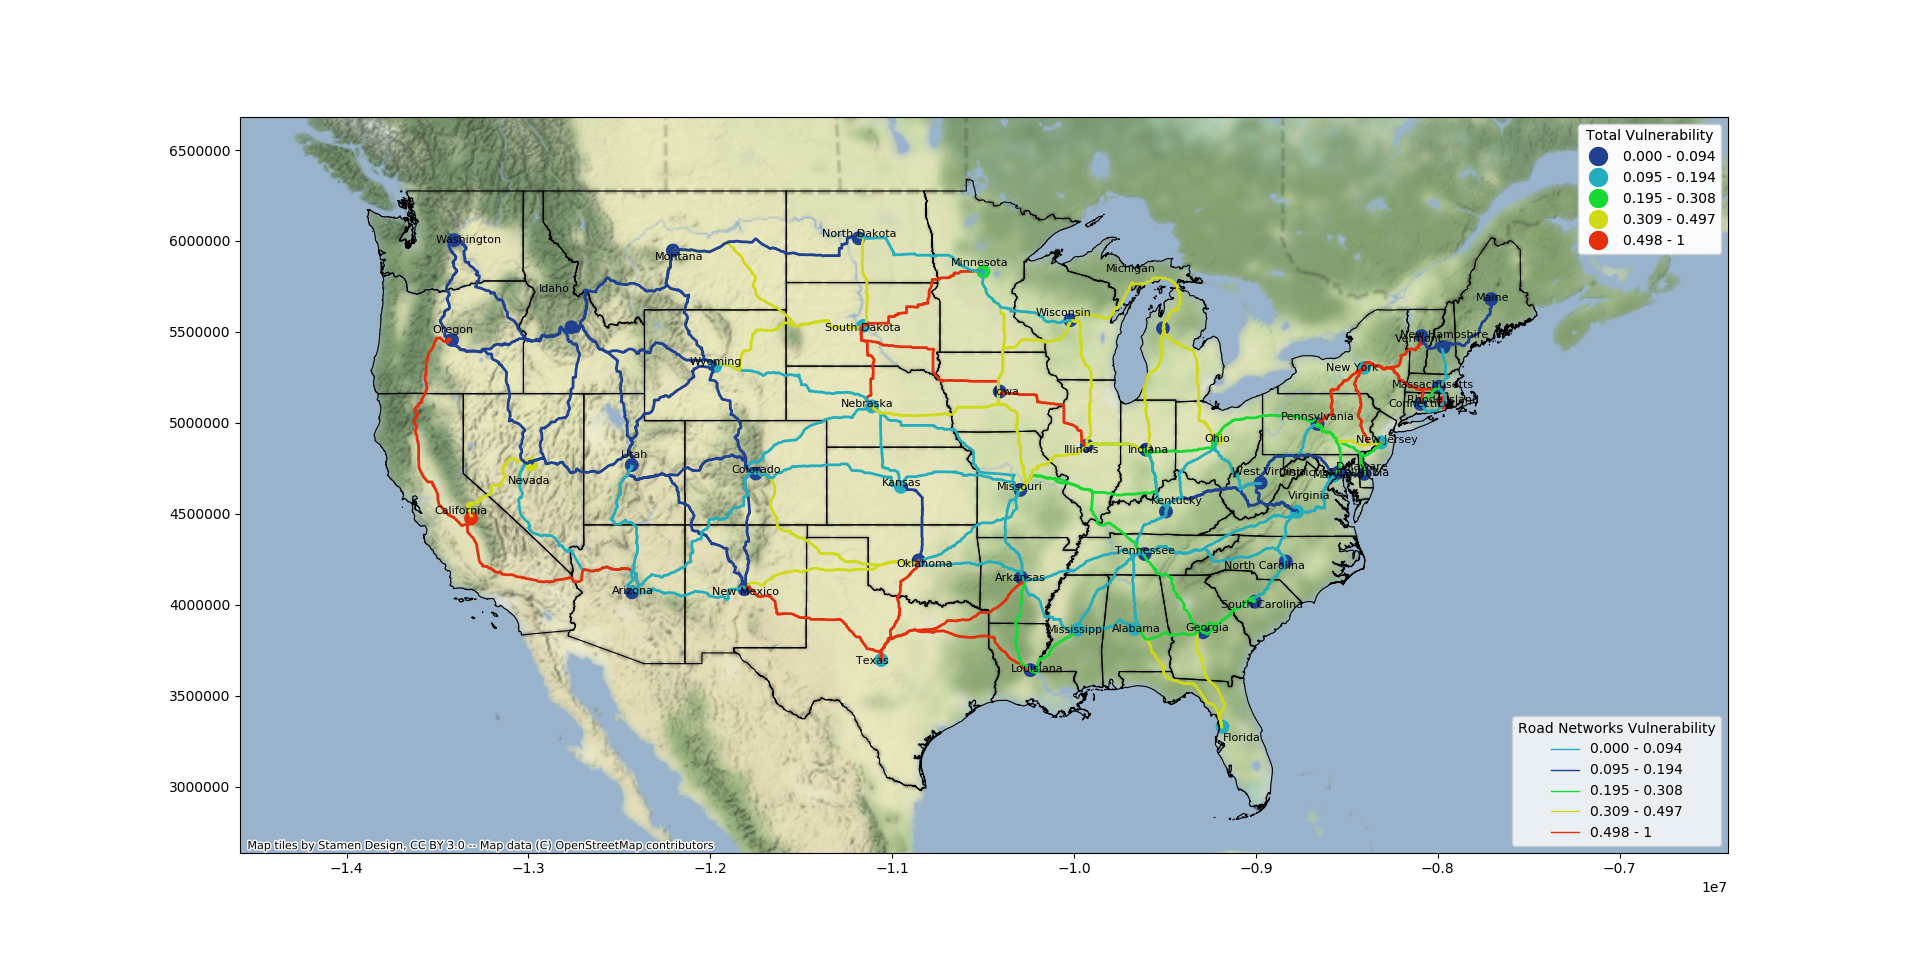 6500000
6000000
5500000
5000000
4500000
4000000
3500000
3000000
−1.4
−1.3
−1.2
−1.1
−1.0
−0.9
−0.8
−0.7
1e7
Total Vulnerability
0.000 - 0.094
0.095 - 0.194
0.195 - 0.308
0.309 - 0.497
0.498 - 1
Washington
Montana
North Dakota
Minnesota
Michigan
Idaho
Maine
Oregon
South Dakota
Wisconsin
New Hampshire
Vermont
Wyoming
New York
Iowa
Massachusetts
Nebraska
Rhode Island
Connecticut
Pennsylvania
Utah
Colorado
Illinois
Indiana
Ohio
New Jersey
Nevada
Kansas
Missouri
West Virginia
Delaware
Kentucky
Virginia
California
Tennessee
Oklahoma
North Carolina
Arizona
New Mexico
Arkansas
South Carolina
Mississippi
Alabama
Georgia
Texas
Louisiana
Florida
Road Networks Vulnerability
0.000 - 0.094
0.095 - 0.194
0.195 - 0.308
0.309 - 0.497
0.498 - 1
Map tiles by Stamen Design, CC BY 3.0 -- Map data (C) OpenStreetMap contributors